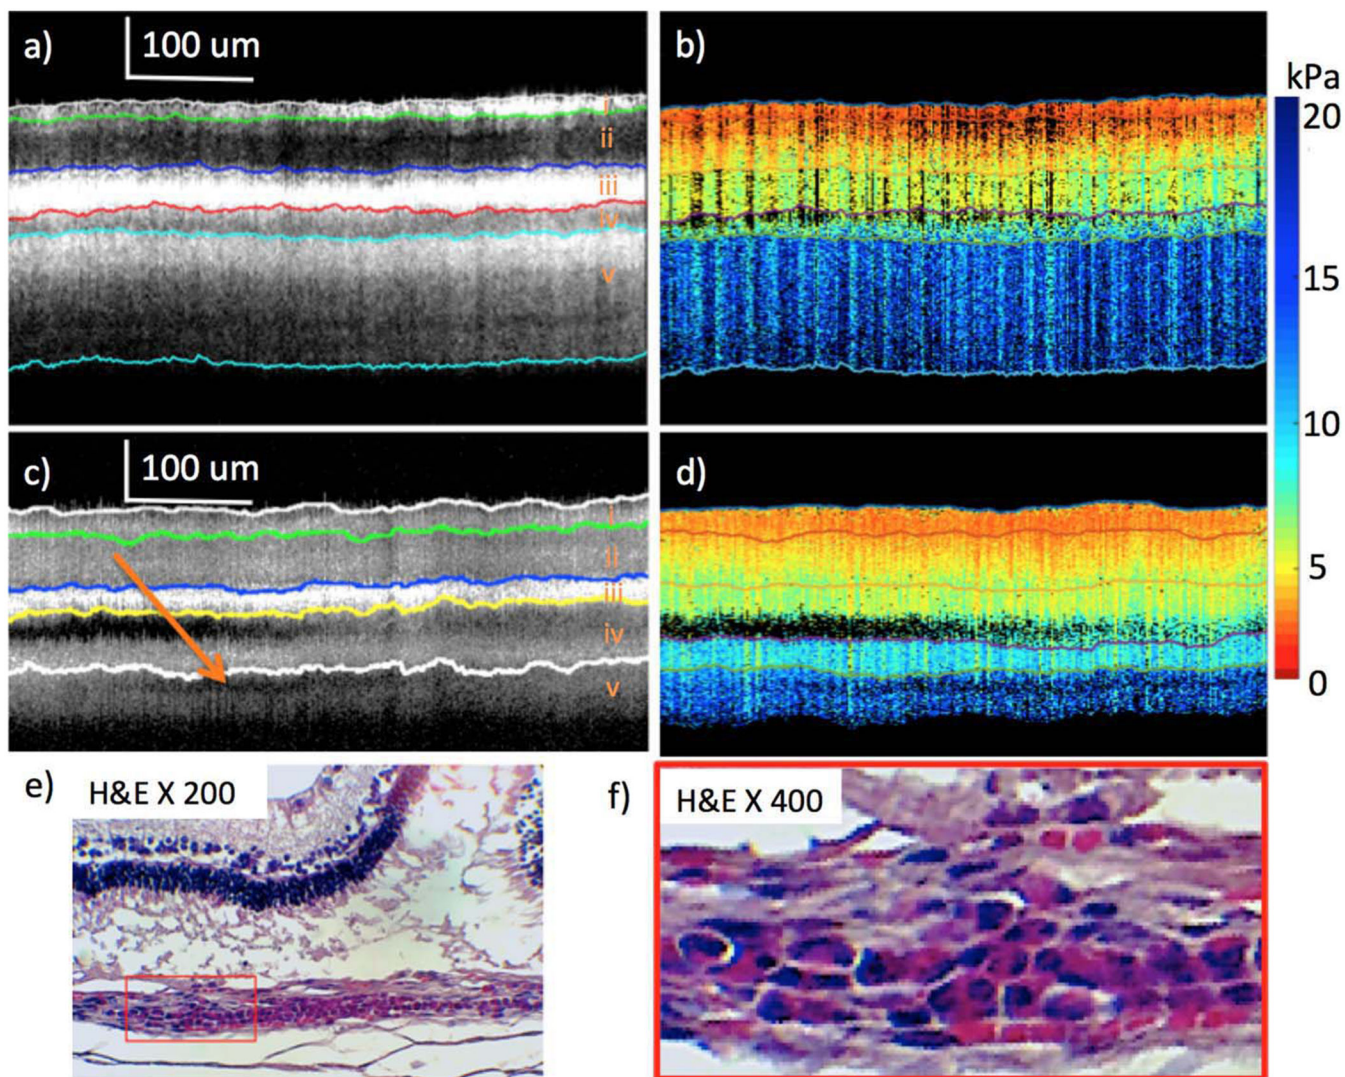 a)
100 um
i
ii
iii
iv
v
b)
kPa
20
15
10
5
0
c)
100 um
i
ii
iii
iv
v
d)
e)
H&E X 200
f)
H&E X 400